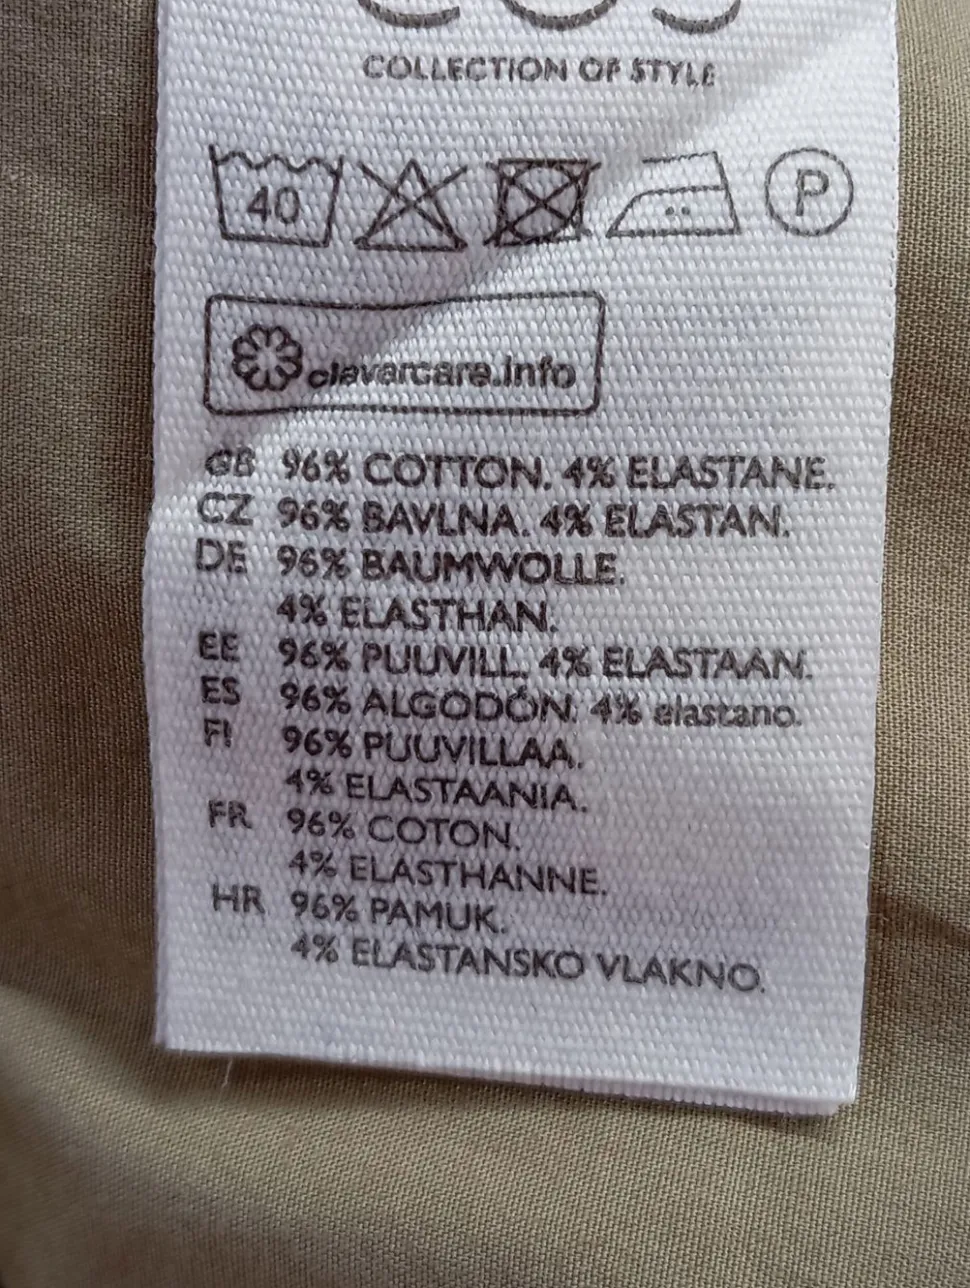 COLLECTION OF STYLE
40 P
clevercare.info
GB 96% COTTON. 4% ELASTANE.
CZ 96% BAVLNA. 4% ELASTAN.
DE 96% BAUMWOLLE.
4% ELASTHAN.
EE 96% PUUVILL. 4% ELASTAAN.
ES 96% ALGODÓN. 4% elastano.
FI 96% PUUVILLAA.
4% ELASTAANIA.
FR 96% COTON.
4% ELASTHANNE.
HR 96% PAMUK.
4% ELASTANSKO VLAKNO.